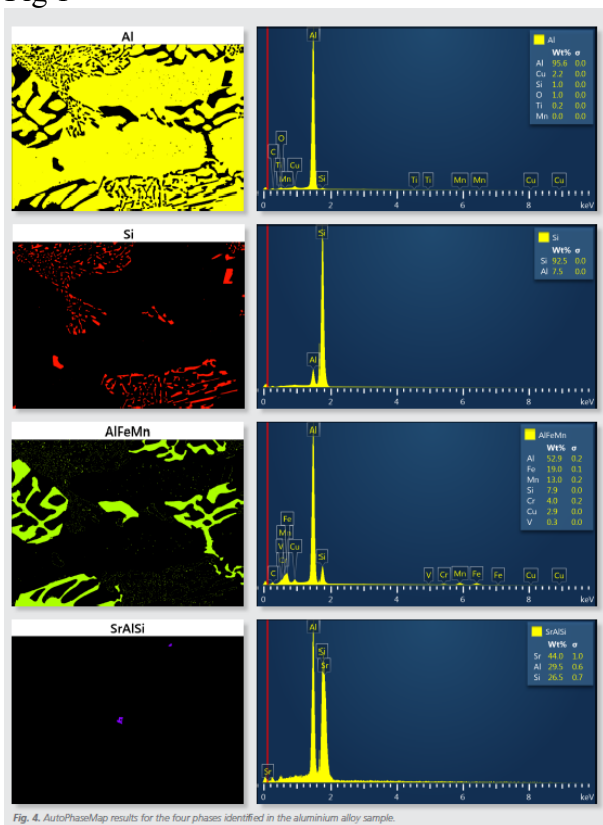 Al
Al
Al
Wt% σ
Al 95.6 0.0
Cu 2.2 0.0
Si 1.0 0.0
O 1.0 0.0
Ti 0.2 0.0
Mn 0.0 0.0
O
C
Ti
Cu
Mn
Si
Ti Ti Mn Mn Cu Cu
0 2 4 6 8 keV
Si
Si
Si
Wt% σ
Si 92.5 0.0
Al 7.5 0.0
Al
0 2 4 6 8 keV
AlFeMn
Al
AlFeMn
Wt% σ
Al 52.9 0.2
Fe 19.0 0.1
Mn 13.0 0.2
Si 7.9 0.0
Cr 4.0 0.2
Cu 2.9 0.0
V 0.3 0.0
Fe
V Cu
Si
C
V Cr Mn Fe Fe Cu Cu
0 2 4 6 8 keV
SrAlSi
Al
SrAlSi
Wt% σ
Sr 44.0 1.0
Al 29.5 0.6
Si 26.5 0.7
Si
Sr
Sr
0 2 4 6 8 keV
Fig. 4. AutoPhaseMap results for the four phases identified in the aluminium alloy sample.